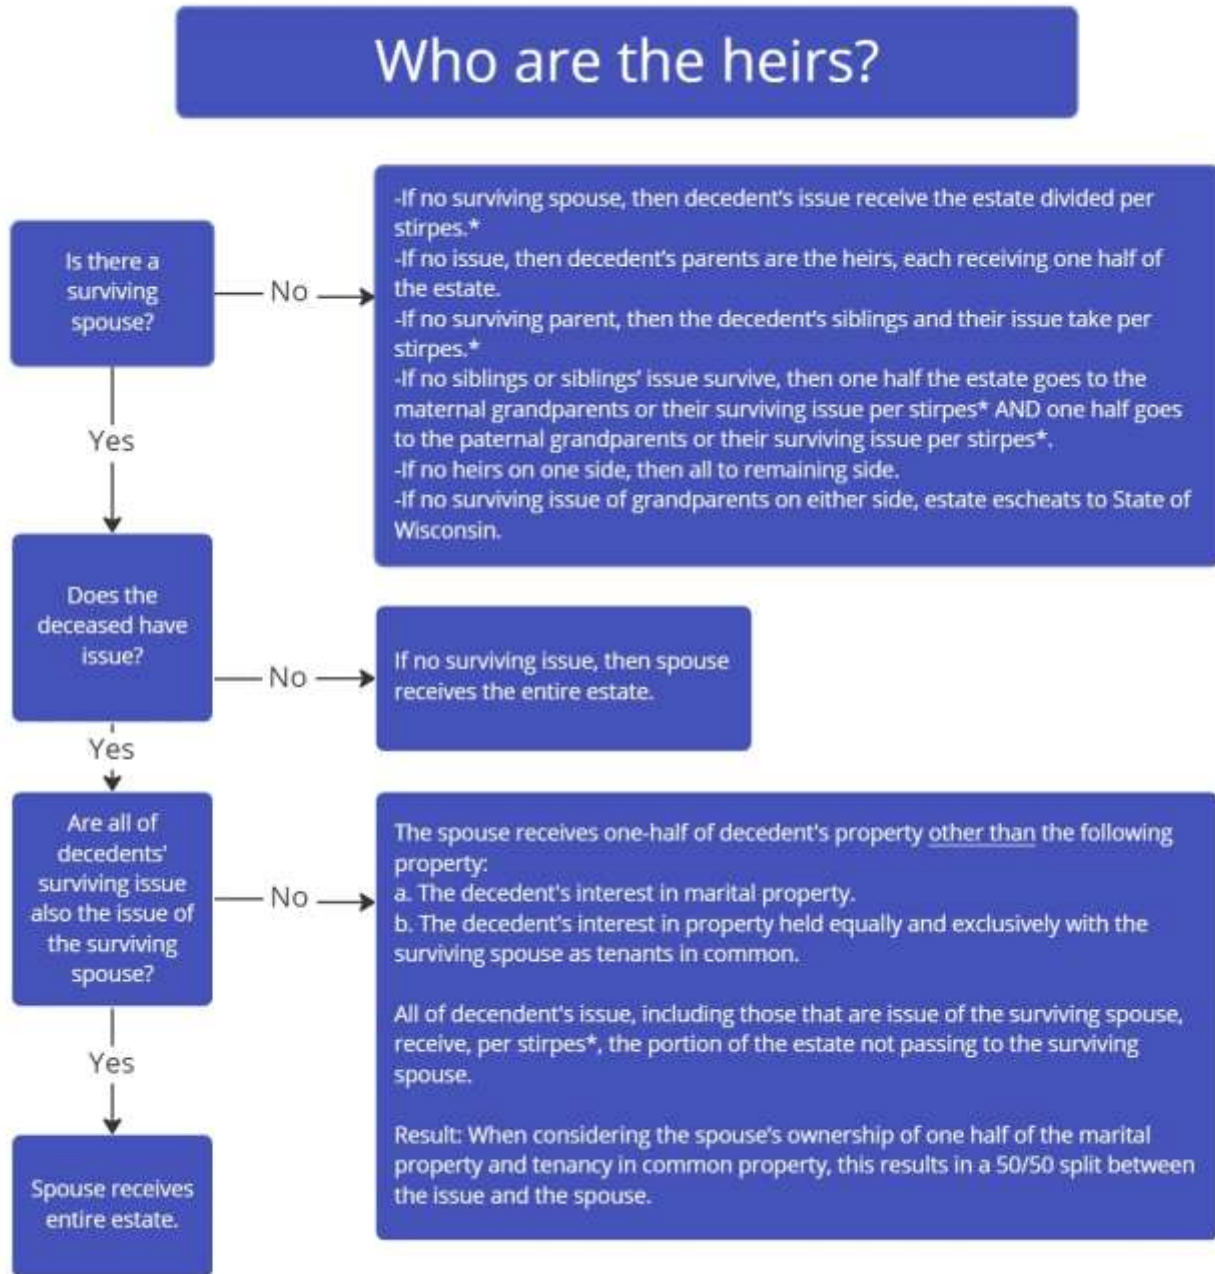 Who are the heirs?
Is there a
surviving
spouse?
No
-If no surviving spouse, then decedent's issue receive the estate divided per
stirpes.*
-If no issue, then decedent's parents are the heirs, each receiving one half of
the estate.
-If no surviving parent, then the decedent's siblings and their issue take per
stirpes.*
-If no siblings or siblings' issue survive, then one half the estate goes to the
maternal grandparents or their surviving issue per stirpes* AND one half goes
to the paternal grandparents or their surviving issue per stirpes*.
-If no heirs on one side, then all to remaining side.
-If no surviving issue of grandparents on either side, estate escheats to State of
Wisconsin.
Yes
Does the
deceased have
issue?
No
If no surviving issue, then spouse
receives the entire estate.
Yes
Are all of
decedents'
surviving issue
also the issue of
the surviving
spouse?
No
The spouse receives one-half of decedent's property other than the following
property:
a. The decedent's interest in marital property.
b. The decedent's interest in property held equally and exclusively with the
surviving spouse as tenants in common.
All of decendent's issue, including those that are issue of the surviving spouse,
receive, per stirpes*, the portion of the estate not passing to the surviving
spouse.
Result: When considering the spouse's ownership of one half of the marital
property and tenancy in common property, this results in a 50/50 split between
the issue and the spouse.
Yes
Spouse receives
entire estate.